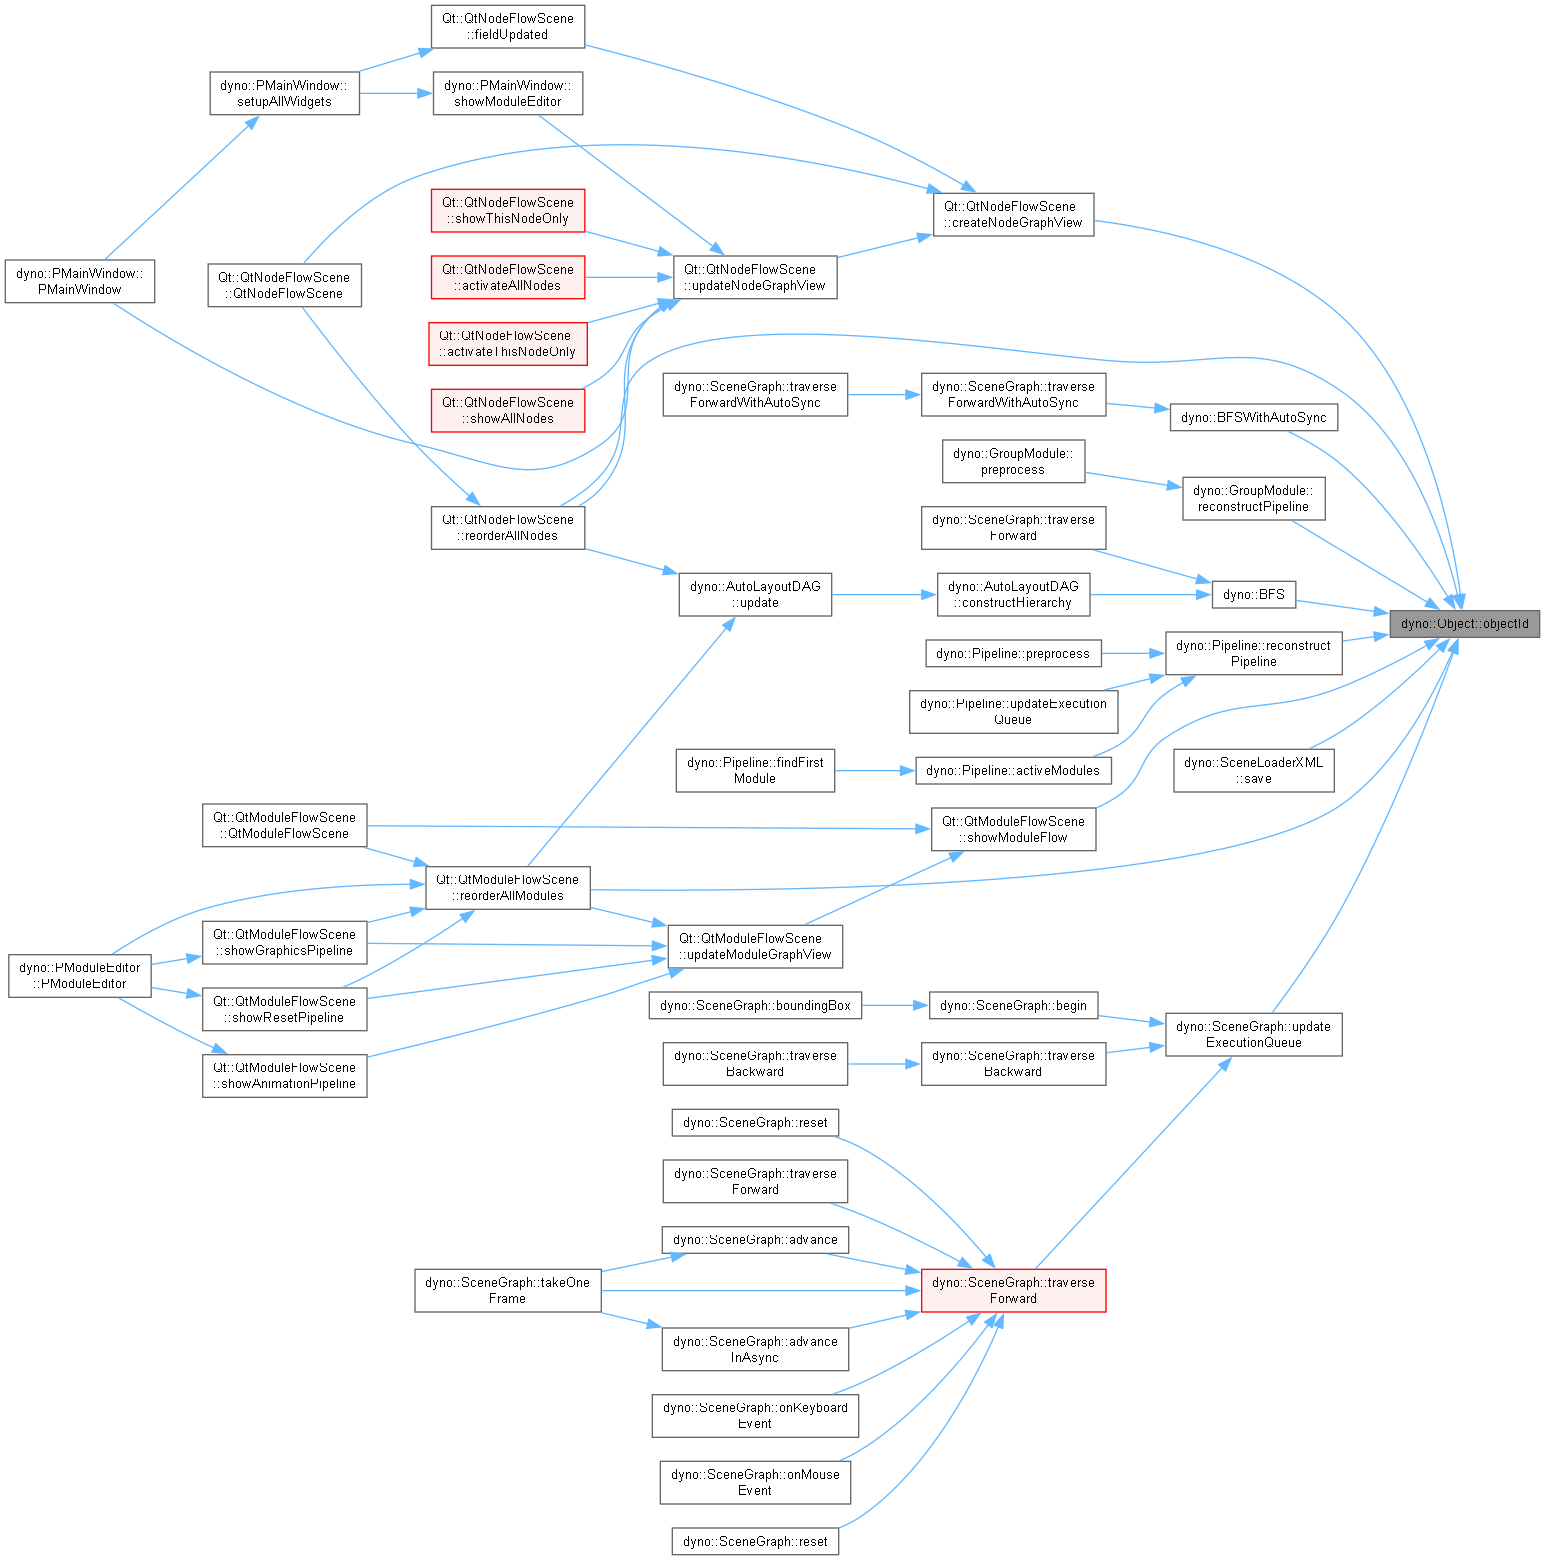 Qt::QtNodeFlowScene
::fieldUpdated
dyno::PMainWindow::
setupAllWidgets
dyno::PMainWindow::
showModuleEditor
Qt::QtNodeFlowScene
::showThisNodeOnly
Qt::QtNodeFlowScene
::createNodeGraphView
dyno::PMainWindow::
PMainWindow
Qt::QtNodeFlowScene
::QtNodeFlowScene
Qt::QtNodeFlowScene
::activateAllNodes
Qt::QtNodeFlowScene
::updateNodeGraphView
Qt::QtNodeFlowScene
::activateThisNodeOnly
Qt::QtNodeFlowScene
::showAllNodes
dyno::SceneGraph::traverse
ForwardWithAutoSync
dyno::SceneGraph::traverse
ForwardWithAutoSync
dyno::BFSWithAutoSync
dyno::GroupModule::
preprocess
dyno::GroupModule::
reconstructPipeline
Qt::QtNodeFlowScene
::reorderAllNodes
dyno::SceneGraph::traverse
Forward
dyno::AutoLayoutDAG
::update
dyno::AutoLayoutDAG
::constructHierarchy
dyno::BFS
dyno::Object::objectId
dyno::Pipeline::preprocess
dyno::Pipeline::reconstruct
Pipeline
dyno::Pipeline::updateExecution
Queue
dyno::Pipeline::findFirst
Module
dyno::Pipeline::activeModules
dyno::SceneLoaderXML
::save
Qt::QtModuleFlowScene
::QtModuleFlowScene
Qt::QtModuleFlowScene
::showModuleFlow
Qt::QtModuleFlowScene
::reorderAllModules
Qt::QtModuleFlowScene
::showGraphicsPipeline
Qt::QtModuleFlowScene
::updateModuleGraphView
dyno::PModuleEditor
::PModuleEditor
Qt::QtModuleFlowScene
::showResetPipeline
dyno::SceneGraph::boundingBox
dyno::SceneGraph::begin
dyno::SceneGraph::update
ExecutionQueue
Qt::QtModuleFlowScene
::showAnimationPipeline
dyno::SceneGraph::traverse
Backward
dyno::SceneGraph::traverse
Backward
dyno::SceneGraph::reset
dyno::SceneGraph::traverse
Forward
dyno::SceneGraph::advance
dyno::SceneGraph::takeOne
Frame
dyno::SceneGraph::traverse
Forward
dyno::SceneGraph::advance
InAsync
dyno::SceneGraph::onKeyboard
Event
dyno::SceneGraph::onMouse
Event
dyno::SceneGraph::reset